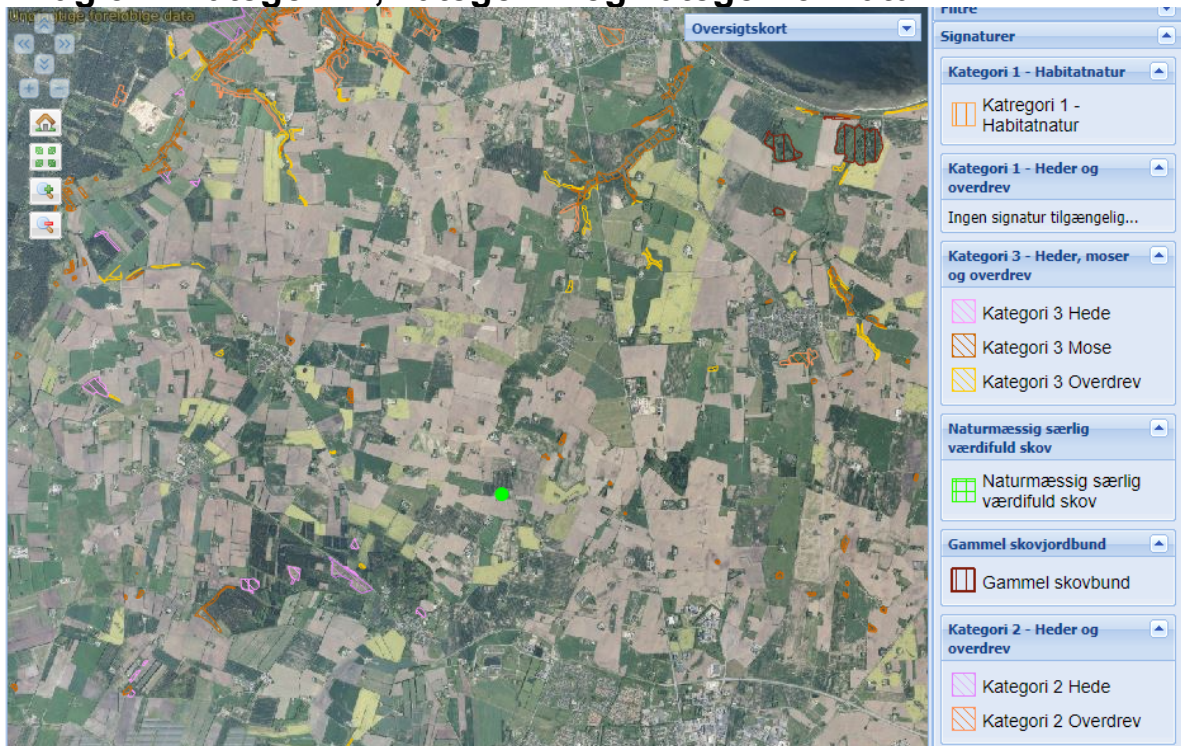 Filtre
Oversigtskort
Signaturer
Kategori 1 - Habitatnatur
Katregori 1 -
Habitatnatur
Kategori 1 - Heder og
overdrev
Ingen signatur tilgængelig...
Kategori 3 - Heder, moser
og overdrev
Kategori 3 Hede
Kategori 3 Mose
Kategori 3 Overdrev
Naturmæssig særlig
værdifuld skov
Naturmæssig særlig
værdifuld skov
Gammel skovjordbund
Gammel skovbund
Kategori 2 - Heder og
overdrev
Kategori 2 Hede
Kategori 2 Overdrev